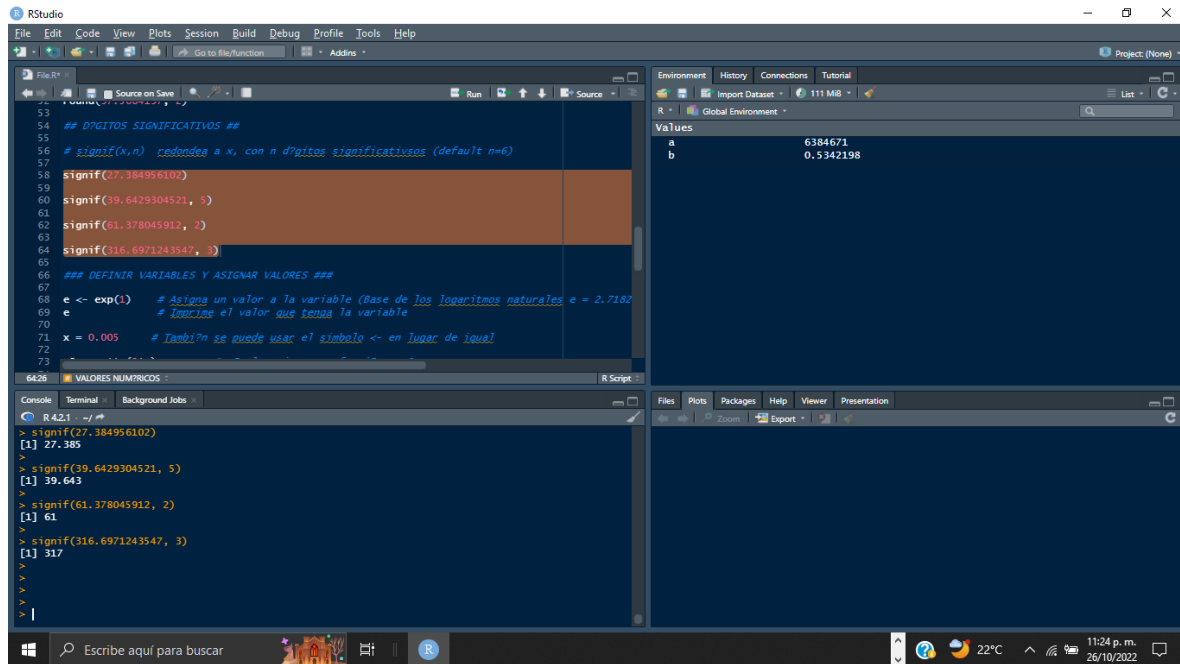 RStudio
File Edit Code View Plots Session Build Debug Profile Tools Help
Go to file/function Addins Project: (None)
File.R*
Source on Save Run Source
53
54 ## D?GITOS SIGNIFICATIVOS ##
55
56 # signif(x,n) redondea a x, con n d?gitos significativsos (default n=6)
57
58 signif(27.384956102)
59
60 signif(39.6429304521, 5)
61
62 signif(61.378045912, 2)
63
64 signif(316.6971243547, 3)
65
66 ### DEFINIR VARIABLES Y ASIGNAR VALORES ###
67
68 e <- exp(1) # Asigna un valor a la variable (Base de los logaritmos naturales e = 2.7182
69 e # Imprime el valor que tenga la variable
70
71 x = 0.005 # Tambi?n se puede usar el simbolo <- en lugar de igual
72
73
64:26 VALORES NUM?RICOS R Script
Console Terminal Background Jobs
R 4.2.1 · ~/
> signif(27.384956102)
[1] 27.385
>
> signif(39.6429304521, 5)
[1] 39.643
>
> signif(61.378045912, 2)
[1] 61
>
> signif(316.6971243547, 3)
[1] 317
>
>
>
>
>
Environment History Connections Tutorial
Import Dataset 111 MiB List
R Global Environment
Values
a 6384671
b 0.5342198
Files Plots Packages Help Viewer Presentation
Zoom Export
Escribe aquí para buscar
R
22°C
11:24 p. m.
26/10/2022